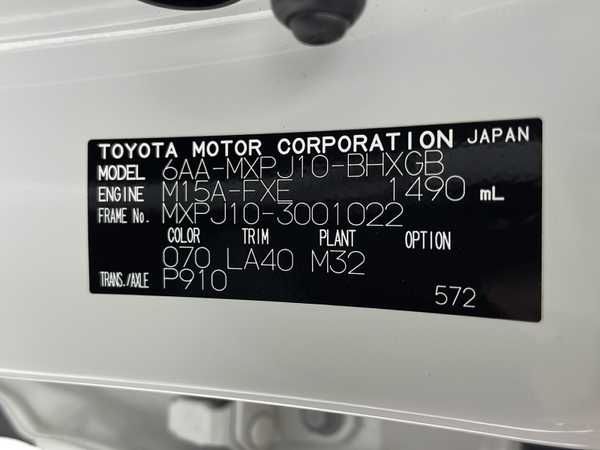 TOYOTA MOTOR CORPORATION JAPAN
MODEL 6AA-MXPJ10-BHXGB
ENGINE M15A-FXE 1490 mL
FRAME No. MXPJ10-3001022
COLOR TRIM PLANT OPTION
070 LA40 M32
TRANS./AXLE P910
572